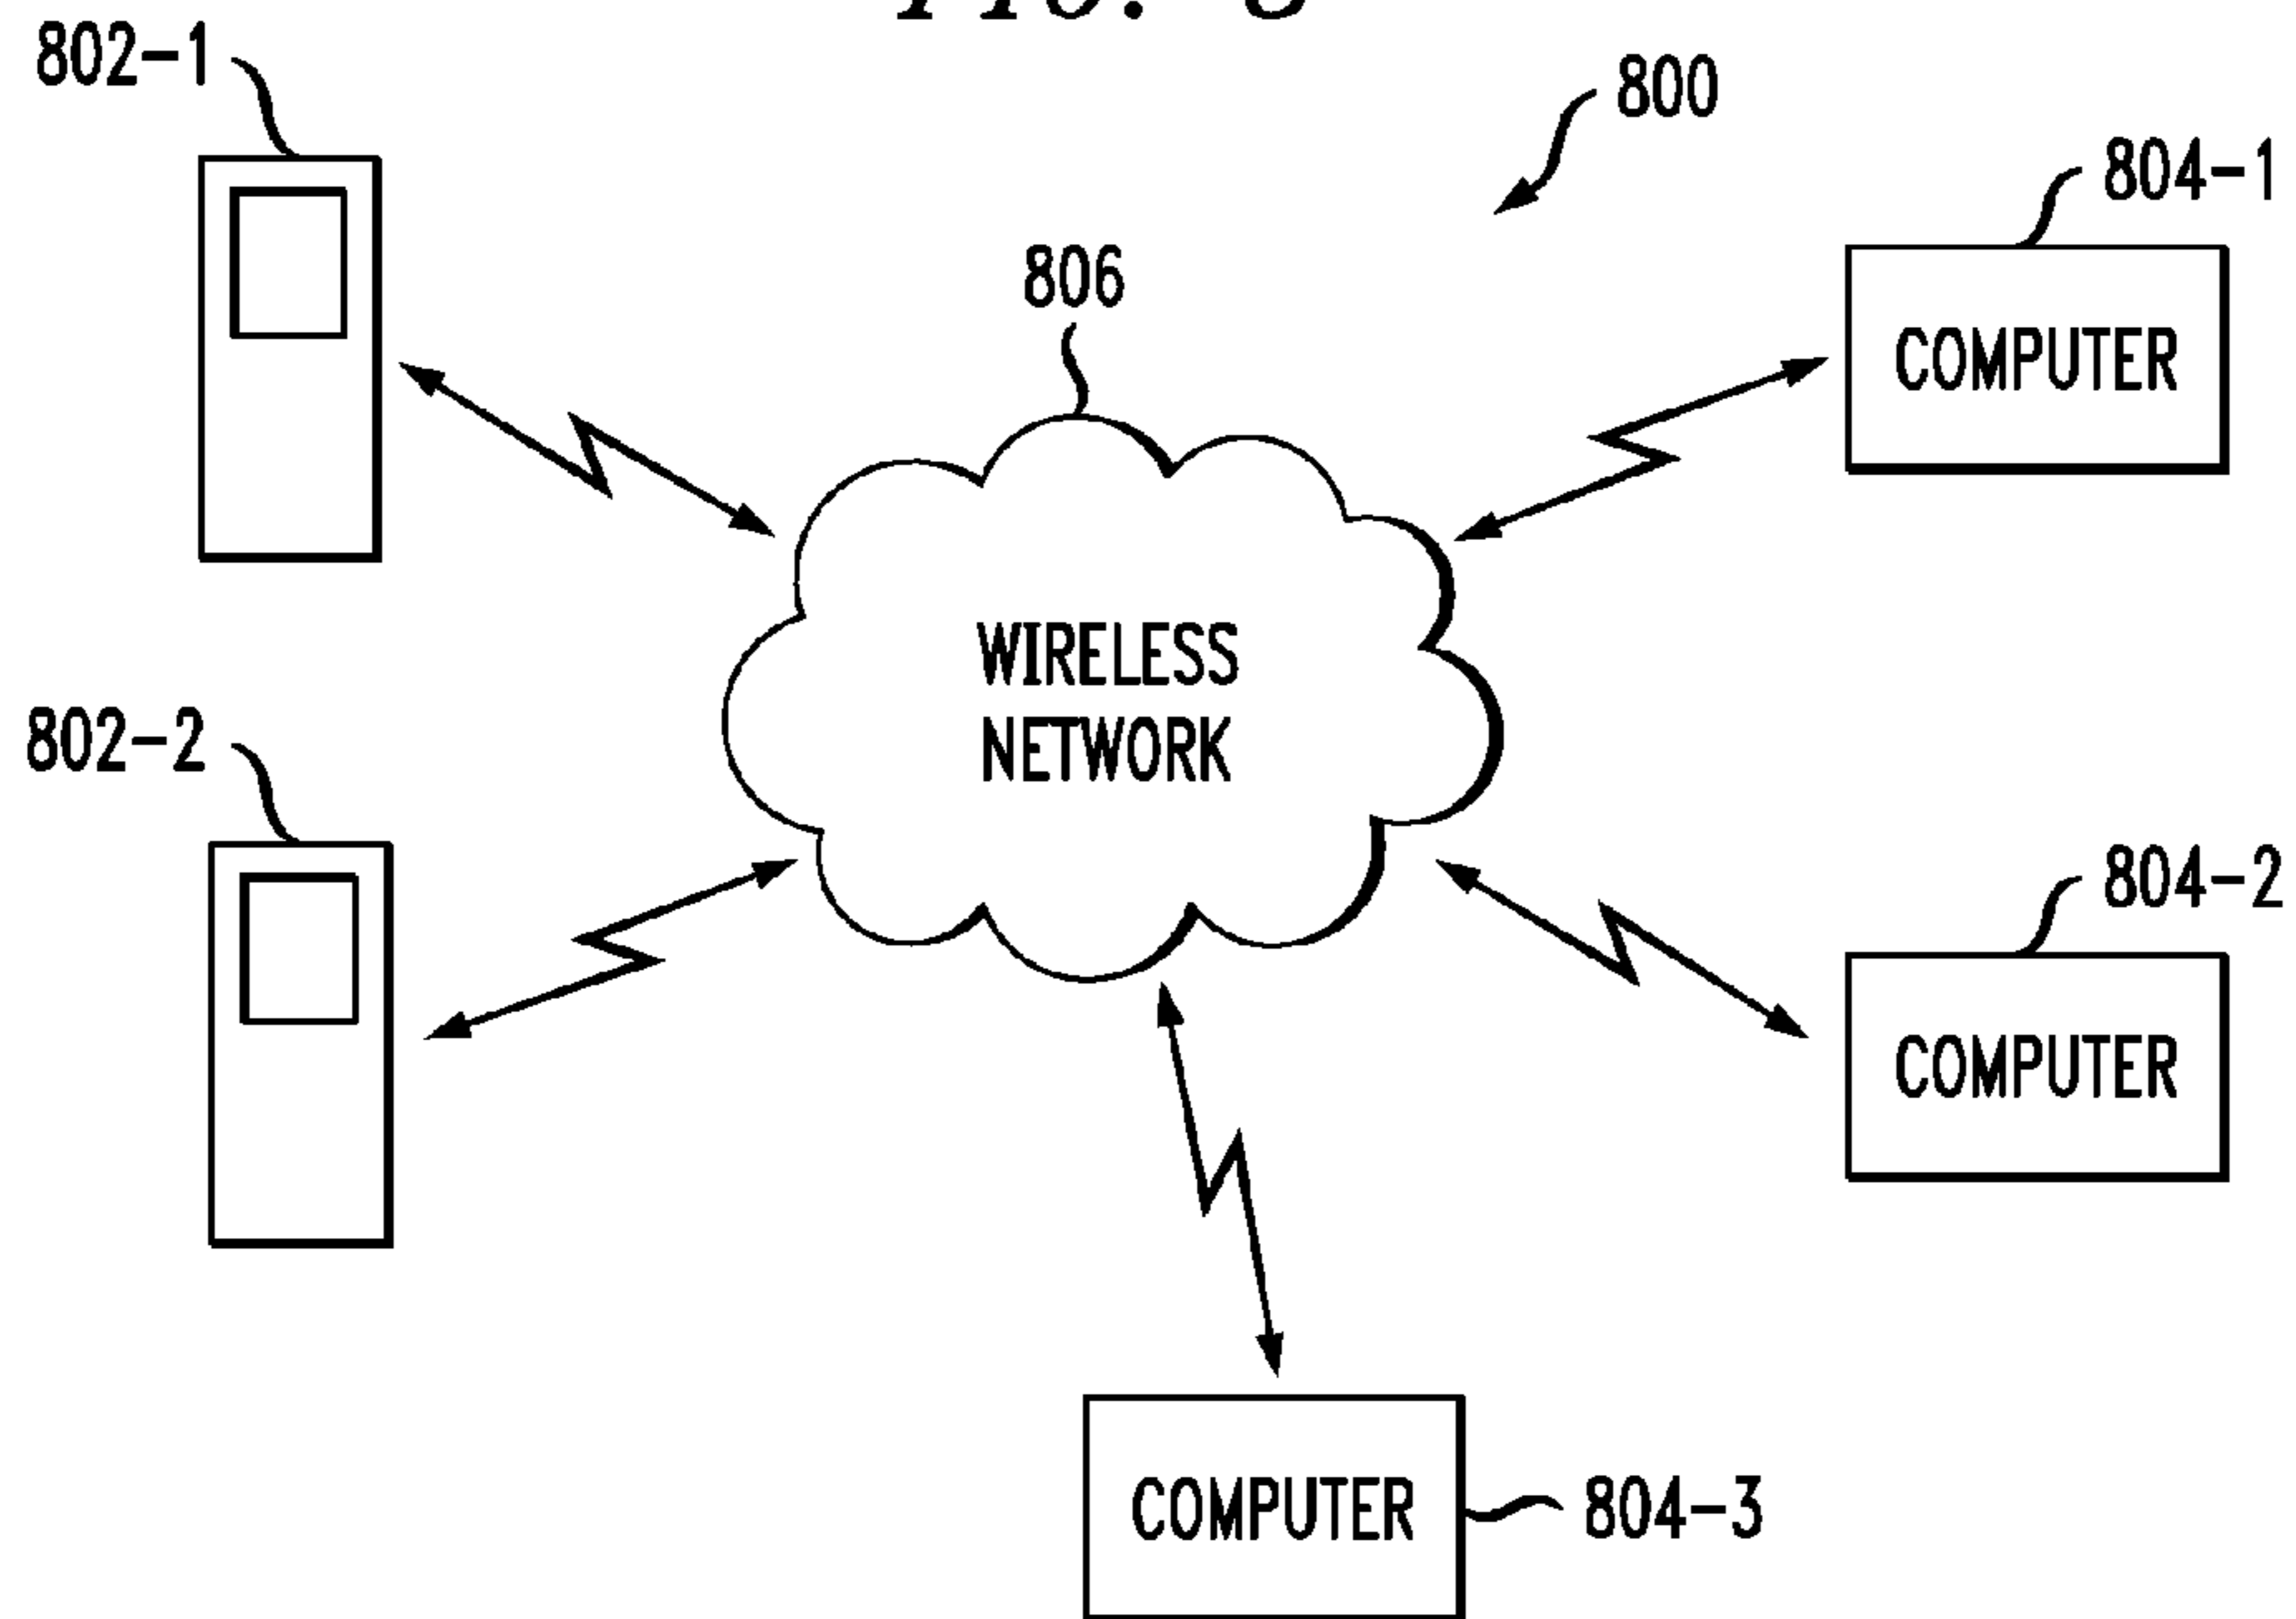 802-1
800
804-1
COMPUTER
806
WIRELESS
NETWORK
802-2
804-2
COMPUTER
COMPUTER
804-3